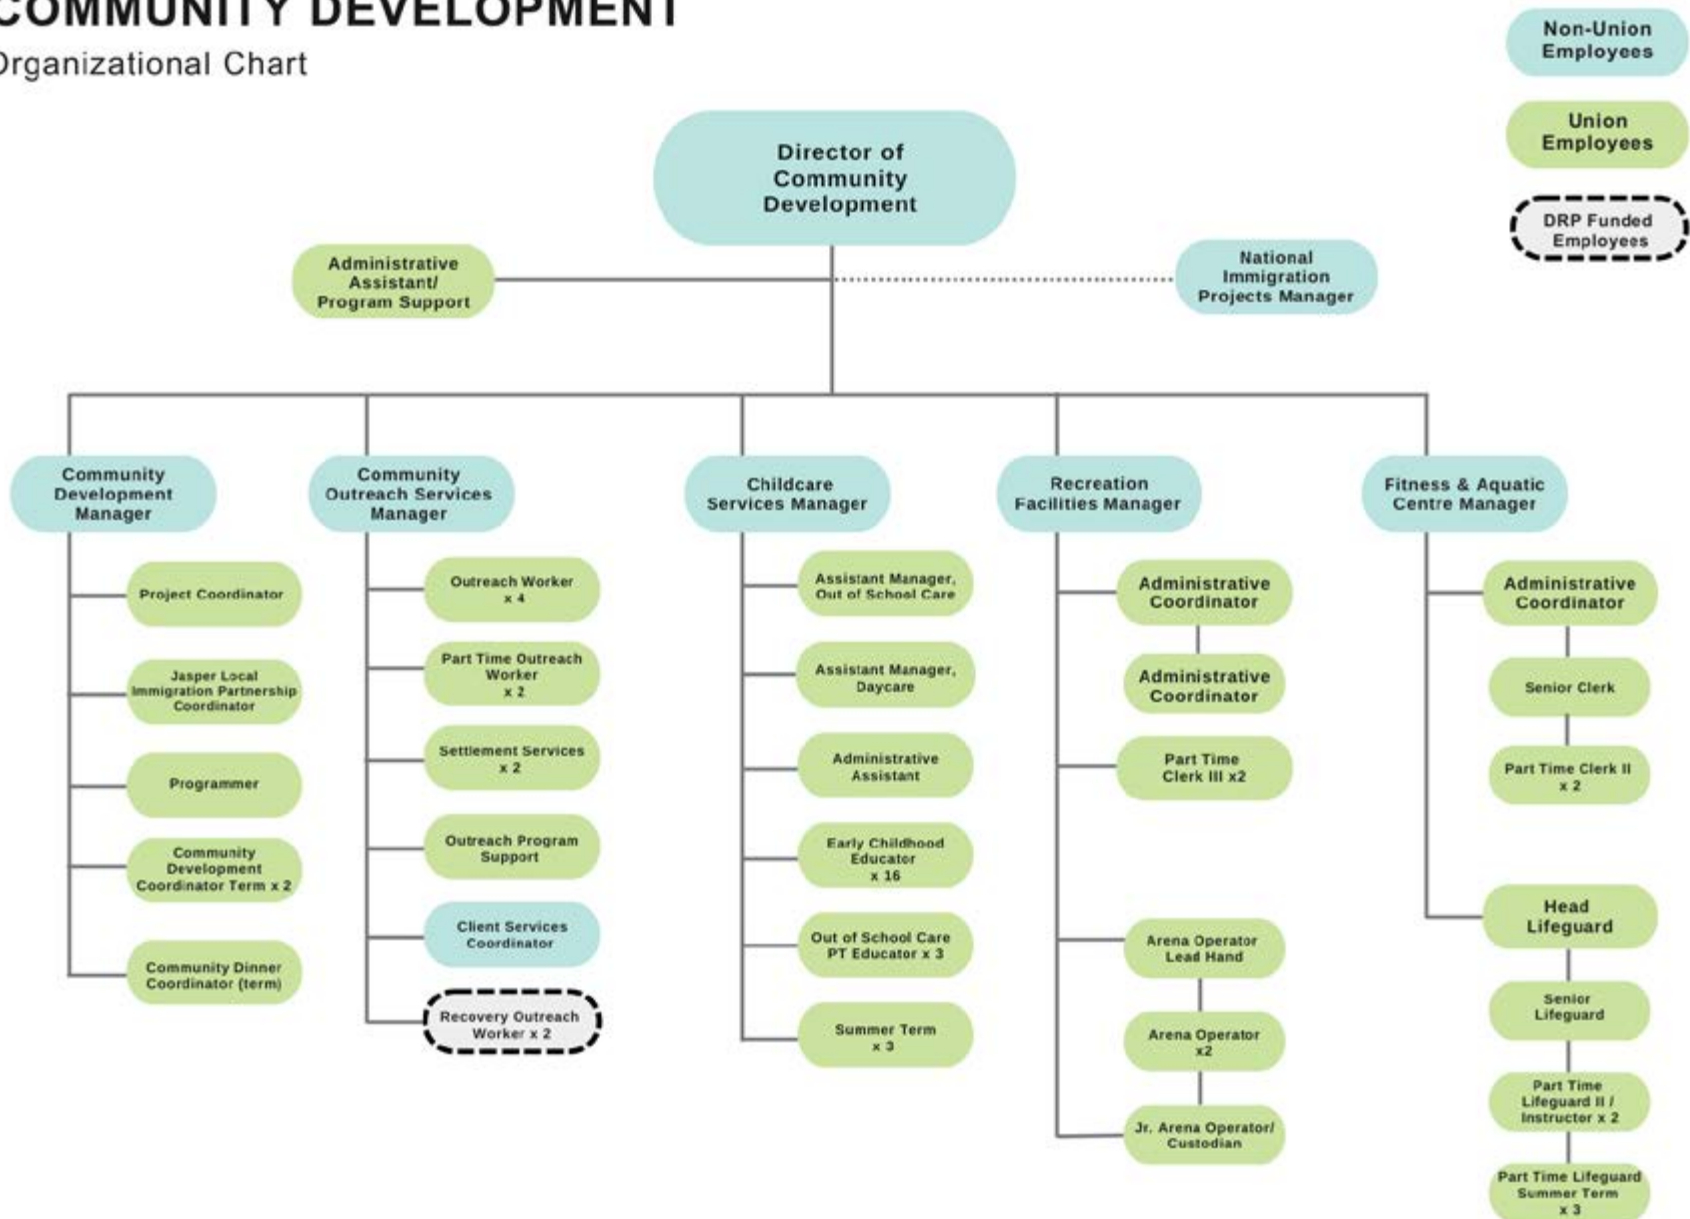 COMMUNITY DEVELOPMENT
Organizational Chart
Non-Union
Employees
Union
Employees
DRP Funded
Employees
Director of
Community
Development
Administrative
Assistant/
Program Support
National
Immigration
Projects Manager
Community
Development
Manager
Project Coordinator
Jasper Local
Immigration Partnership
Coordinator
Programmer
Community
Development
Coordinator Term x 2
Community Dinner
Coordinator (term)
Community
Outreach Services
Manager
Outreach Worker
x 4
Part Time Outreach
Worker
x 2
Settlement Services
x 2
Outreach Program
Support
Client Services
Coordinator
Recovery Outreach
Worker x 2
Childcare
Services Manager
Assistant Manager,
Out of School Care
Assistant Manager,
Daycare
Administrative
Assistant
Early Childhood
Educator
x 16
Out of School Care
PT Educator x 3
Summer Term
x 3
Recreation
Facilities Manager
Administrative
Coordinator
Administrative
Coordinator
Part Time
Clerk III x2
Arena Operator
Lead Hand
Arena Operator
x2
Jr. Arena Operator/
Custodian
Fitness & Aquatic
Centre Manager
Administrative
Coordinator
Senior Clerk
Part Time Clerk II
x 2
Head
Lifeguard
Senior
Lifeguard
Part Time
Lifeguard II /
Instructor x 2
Part Time Lifeguard
Summer Term
x 3